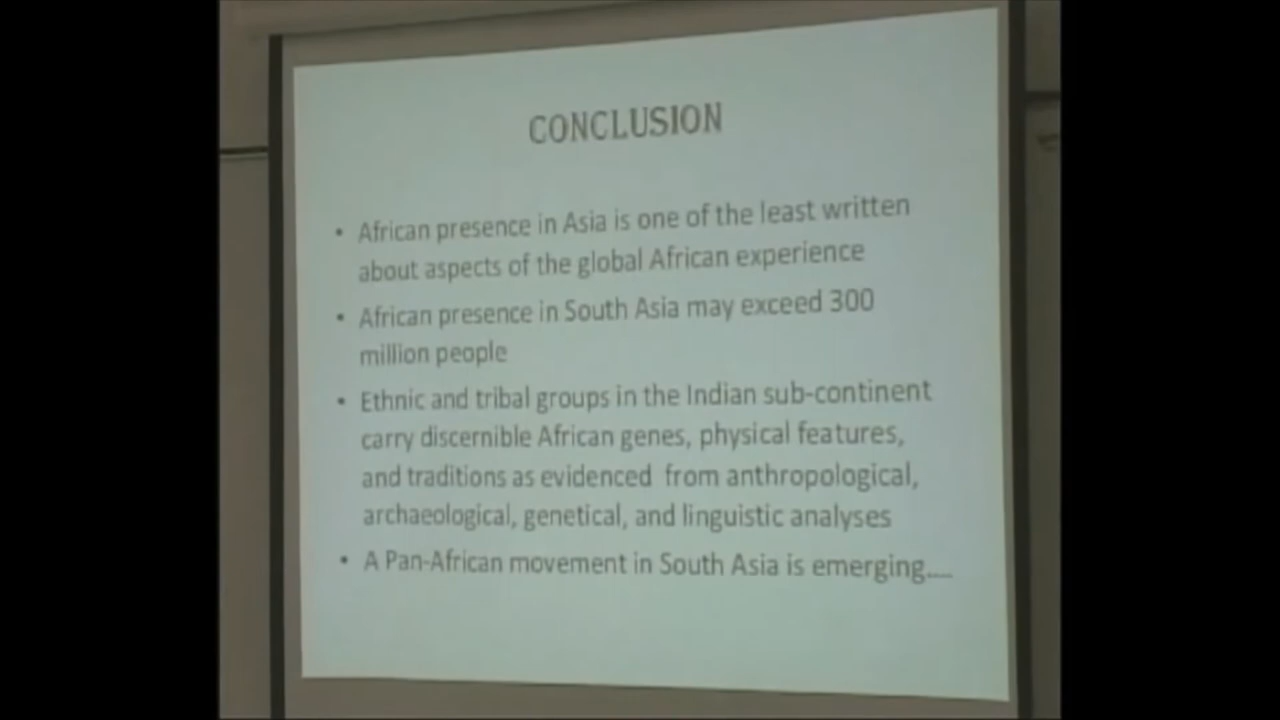 CONCLUSION
• African presence in Asia is one of the least written
about aspects of the global African experience
• African presence in South Asia may exceed 300
million people
• Ethnic and tribal groups in the Indian sub-continent
carry discernible African genes, physical features,
and traditions as evidenced from anthropological,
archaeological, genetical, and linguistic analyses
• A Pan-African movement in South Asia is emerging....